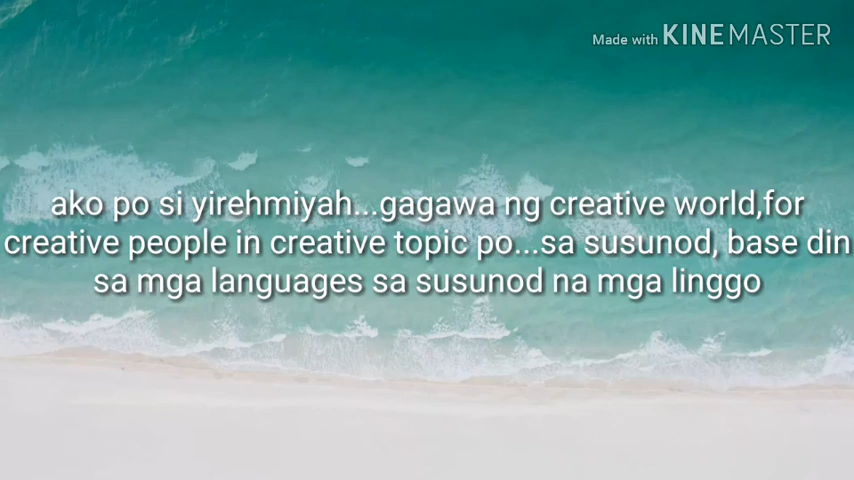 Made with KINEMASTER
ako po si yirehmiyah...gagawa ng creative world,for
creative people in creative topic po...sa susunod, base din
sa mga languages sa susunod na mga linggo